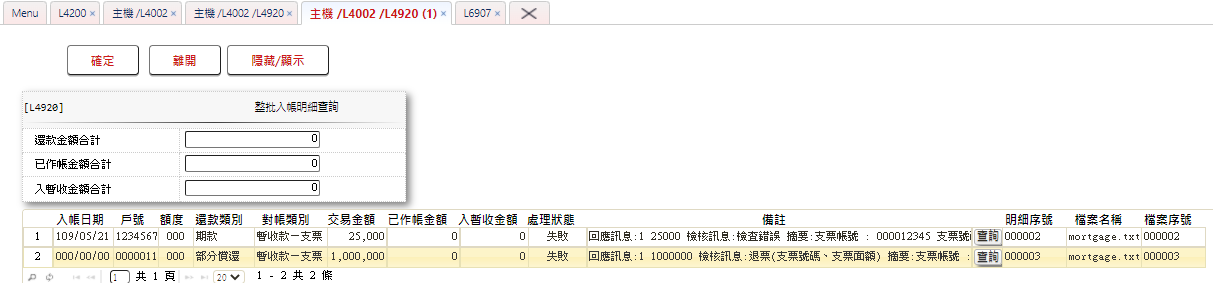 Menu L4200 × 主機 /L4002 × 主機 /L4002 /L4920 × 主機 /L4002 /L4920 (1) × L6907 ×
確定 離開 隱藏/顯示
[L4920] 整批入帳明細查詢
還款金額合計 0
已作帳金額合計 0
入暫收金額合計 0
入帳日期 戶號 額度 還款類別 對帳類別 交易金額 已作帳金額 入暫收金額 處理狀態 備註 明細序號 檔案名稱 檔案序號
1 109/05/21 1234567 000 期款 暫收款－支票 25,000 0 0 失敗 回應訊息:1 25000 檢核訊息:檢查錯誤 摘要:支票帳號 : 000012345 支票號 查詢 000002 mortgage.txt 000002
2 000/00/00 0000011 000 部分償還 暫收款－支票 1,000,000 0 0 失敗 回應訊息:1 1000000 檢核訊息:退票(支票號碼、支票面額) 摘要:支票帳號 : 查詢 000003 mortgage.txt 000003
1 共 1 頁 20 1 - 2 共 2 條